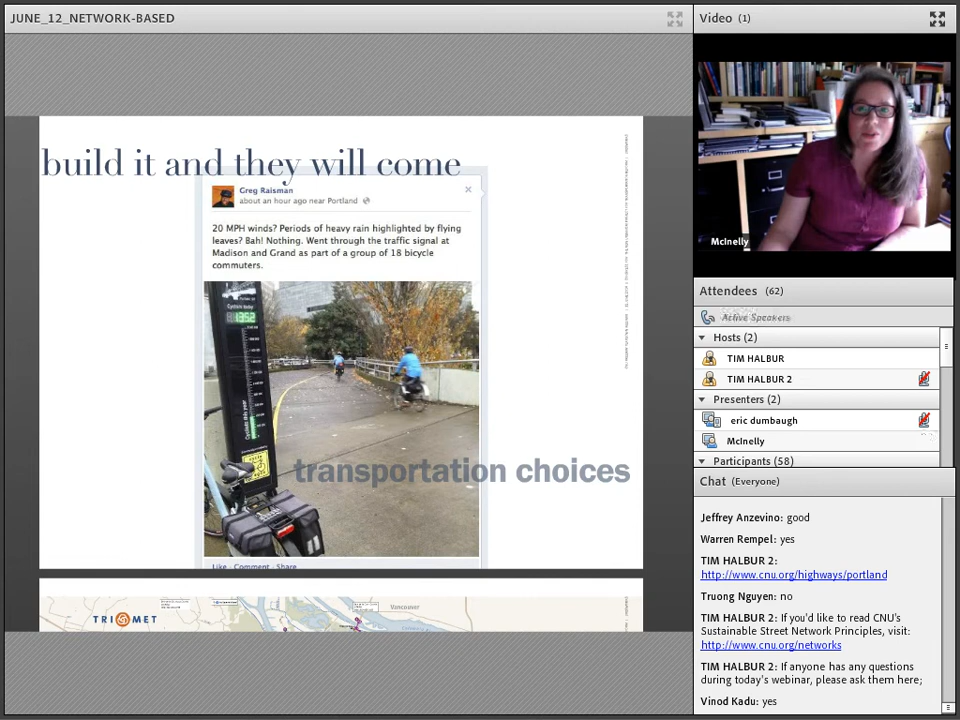 JUNE_12_NETWORK-BASED
build it and they will come
Greg Raisman
about an hour ago near Portland
20 MPH winds? Periods of heavy rain highlighted by flying
leaves? Bah! Nothing. Went through the traffic signal at
Madison and Grand as part of a group of 18 bicycle
commuters.
1352
transportation choices
Like · Comment · Share
TRI MET
Vancouver
Video (1)
McInelly
Attendees (62)
Active Speakers
Hosts (2)
TIM HALBUR
TIM HALBUR 2
Presenters (2)
eric dumbaugh
McInelly
Participants (58)
Chat (Everyone)
Jeffrey Anzevino: good
Warren Rempel: yes
TIM HALBUR 2:
http://www.cnu.org/highways/portland
Truong Nguyen: no
TIM HALBUR 2: If you'd like to read CNU's
Sustainable Street Network Principles, visit:
http://www.cnu.org/networks
TIM HALBUR 2: If anyone has any questions
during today's webinar, please ask them here;
Vinod Kadu: yes